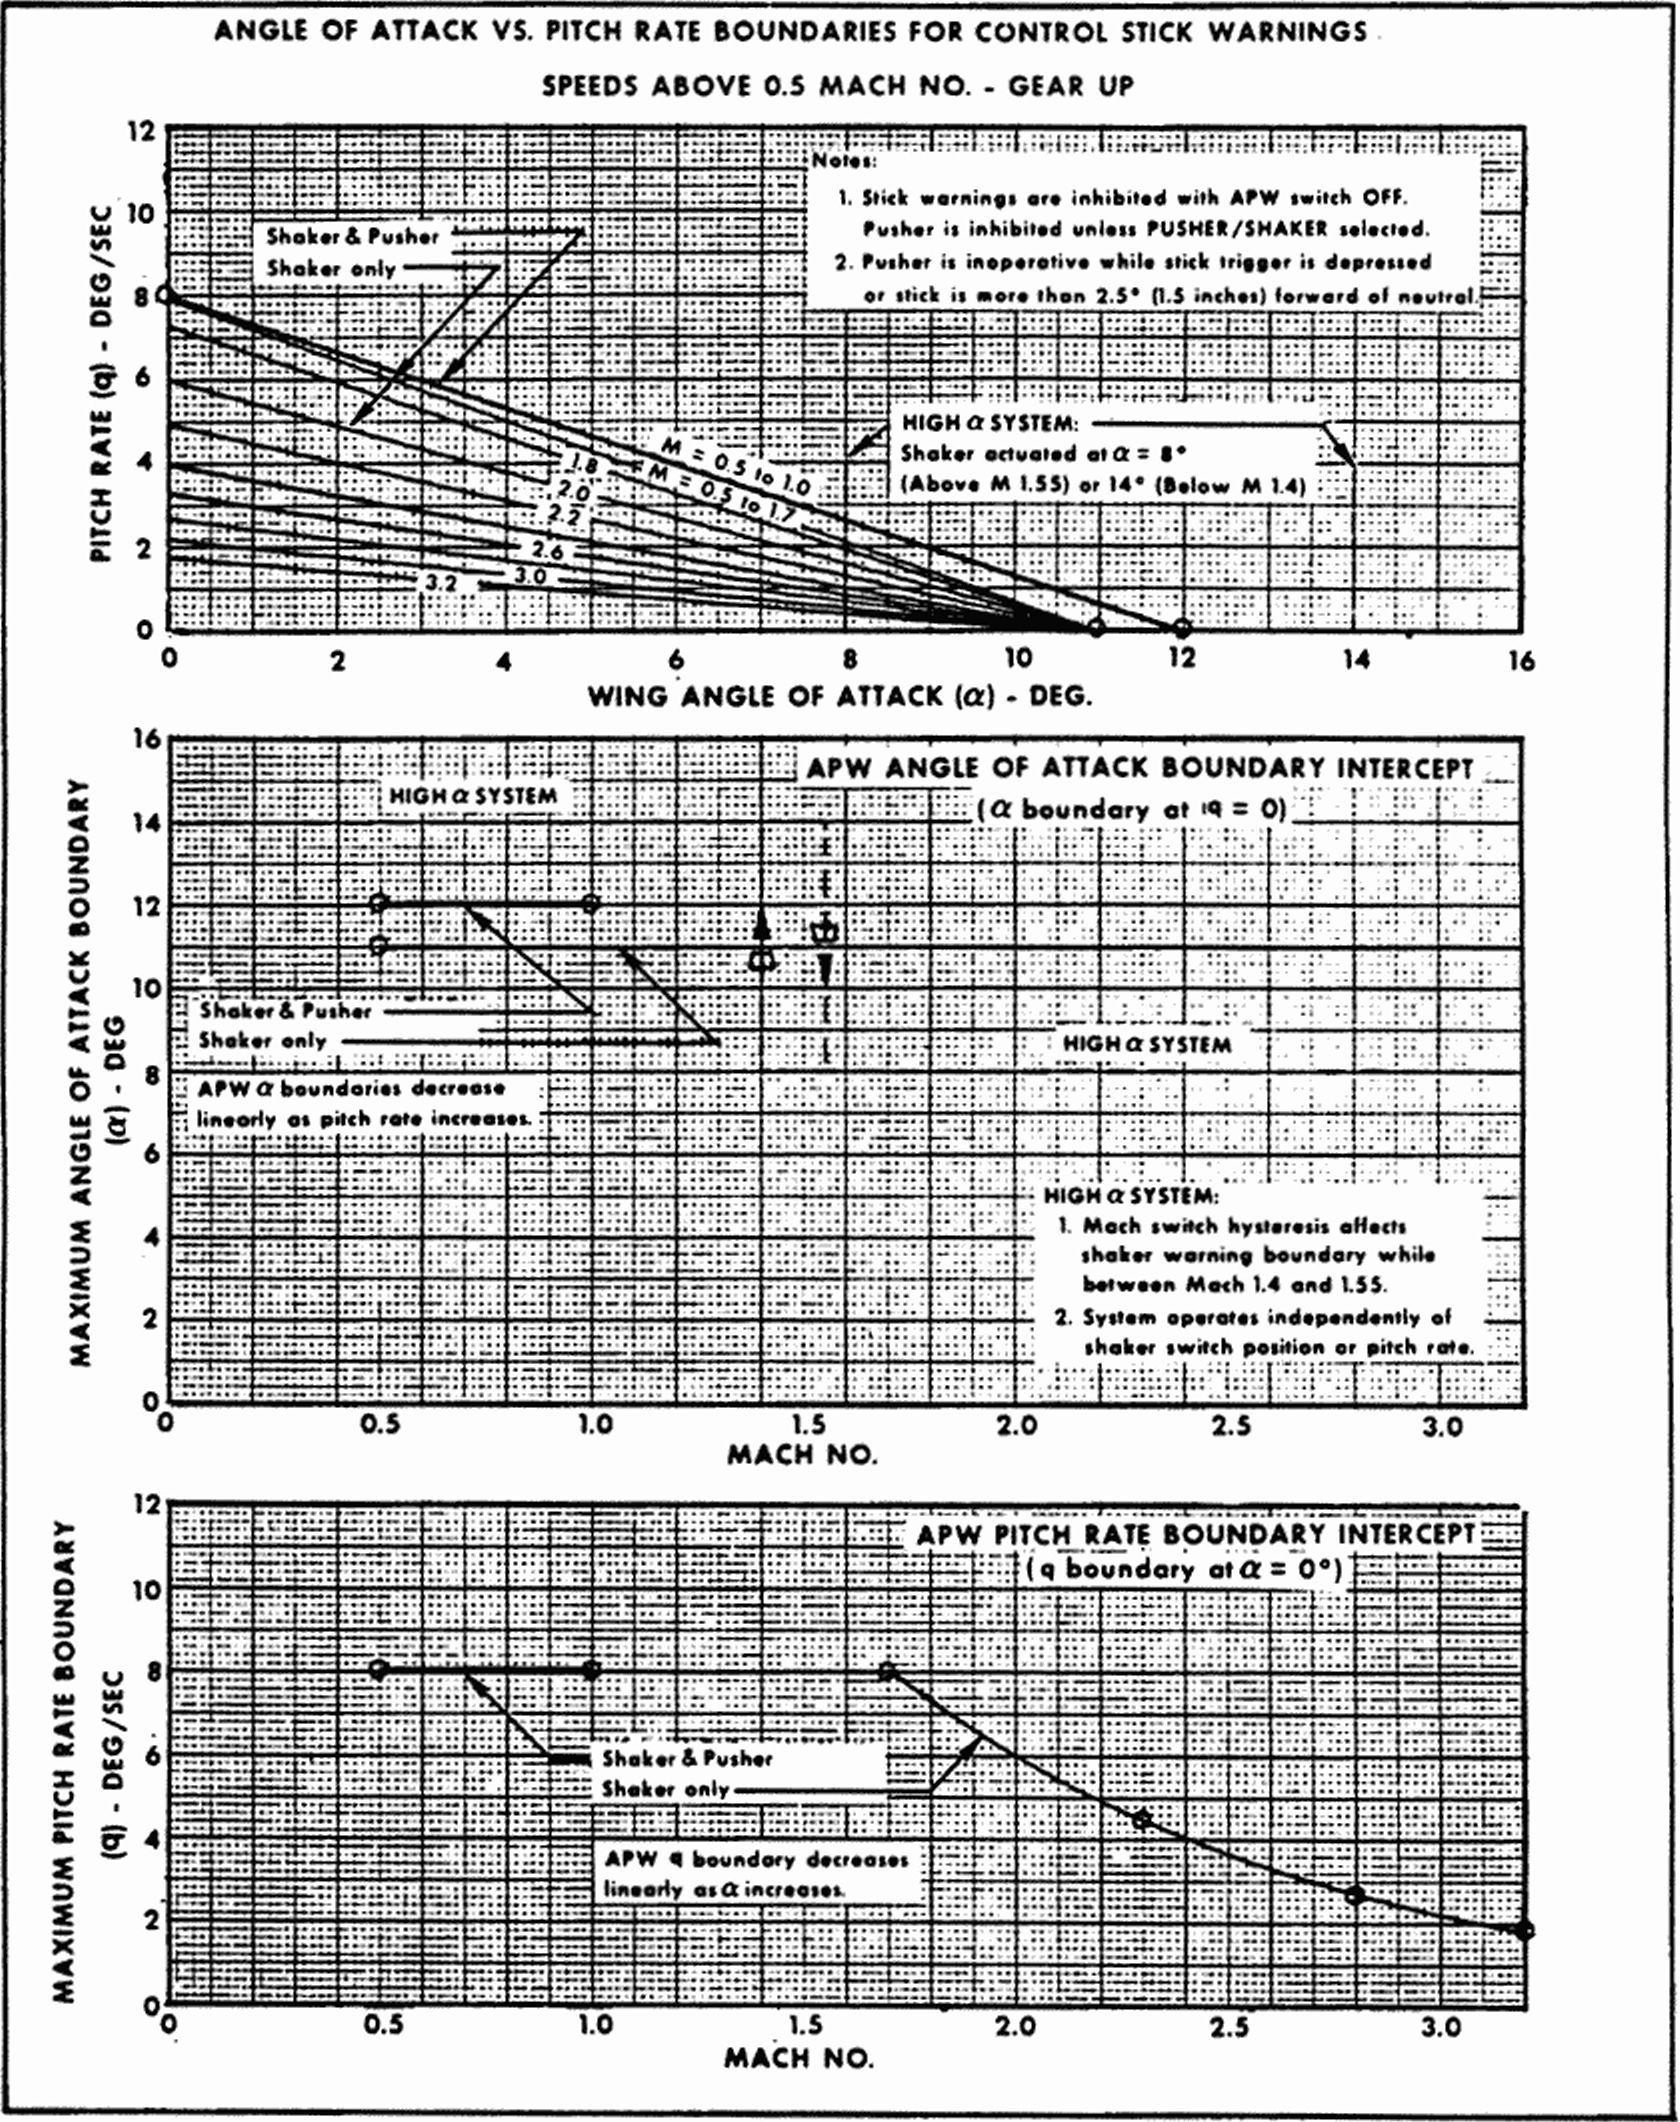 ANGLE OF ATTACK VS. PITCH RATE BOUNDARIES FOR CONTROL STICK WARNINGS
SPEEDS ABOVE 0.5 MACH NO. - GEAR UP
PITCH RATE (q) - DEG/SEC
12
10
8
6
4
2
0
Shaker & Pusher
Shaker only
Notes:
1. Stick warnings are inhibited with APW switch OFF.
Pusher is inhibited unless PUSHER/SHAKER selected.
2. Pusher is inoperative while stick trigger is depressed
or stick is more than 2.5° (1.5 inches) forward of neutral.
HIGH α SYSTEM:
Shaker actuated at α = 8°
(Above M 1.55) or 14° (Below M 1.4)
M = 0.5 to 1.0
M = 0.5 to 1.7
1.8
2.0
2.2
2.6
3.0
3.2
0 2 4 6 8 10 12 14 16
WING ANGLE OF ATTACK (α) - DEG.
MAXIMUM ANGLE OF ATTACK BOUNDARY
(α) - DEG
16
14
12
10
8
6
4
2
0
APW ANGLE OF ATTACK BOUNDARY INTERCEPT
(α boundary at q = 0)
HIGH α SYSTEM
Shaker & Pusher
Shaker only
APW α boundaries decrease
linearly as pitch rate increases.
HIGH α SYSTEM
HIGH α SYSTEM:
1. Mach switch hysteresis affects
shaker warning boundary while
between Mach 1.4 and 1.55.
2. System operates independently of
shaker switch position or pitch rate.
0 0.5 1.0 1.5 2.0 2.5 3.0
MACH NO.
MAXIMUM PITCH RATE BOUNDARY
(q) - DEG/SEC
12
10
8
6
4
2
0
APW PITCH RATE BOUNDARY INTERCEPT
(q boundary at α = 0°)
Shaker & Pusher
Shaker only
APW q boundary decreases
linearly as α increases.
0 0.5 1.0 1.5 2.0 2.5 3.0
MACH NO.